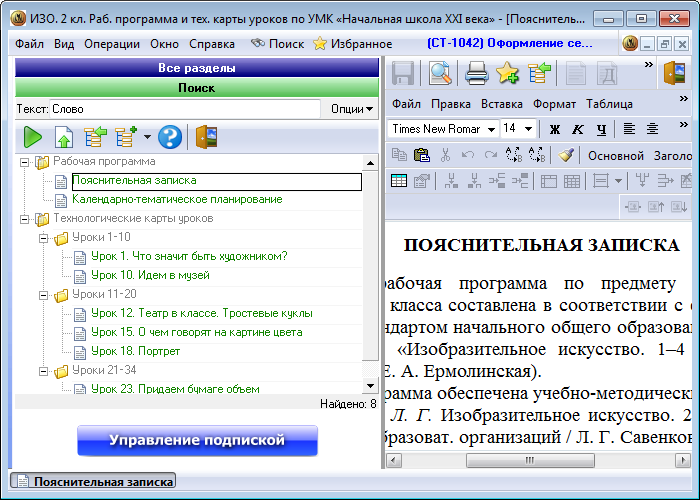 ИЗО. 2 кл. Раб. программа и тех. карты уроков по УМК «Начальная школа XXI века» - [Пояснитель...
Файл Вид Операции Окно Справка Поиск Избранное (СТ-1042) Оформление се...
Все разделы
Поиск
Текст: Слово Опции
Рабочая программа
Пояснительная записка
Календарно-тематическое планирование
Технологические карты уроков
Уроки 1-10
Урок 1. Что значит быть художником?
Урок 10. Идем в музей
Уроки 11-20
Урок 12. Театр в классе. Тростевые куклы
Урок 15. О чем говорят на картине цвета
Урок 18. Портрет
Уроки 21-34
Урок 23. Придаем бумаге объем
Найдено: 8
Управление подпиской
Файл Правка Вставка Формат Таблица
Times New Romar 14 Ж К Ч
Основной Заголо
ПОЯСНИТЕЛЬНАЯ ЗАПИСКА
рабочая программа по предмету
класса составлена в соответствии с
ндартом начального общего образова
«Изобразительное искусство. 1–4
Е. А. Ермолинская).
рамма обеспечена учебно-методически
Л. Г. Изобразительное искусство. 2
бразоват. организаций / Л. Г. Савенков
Пояснительная записка